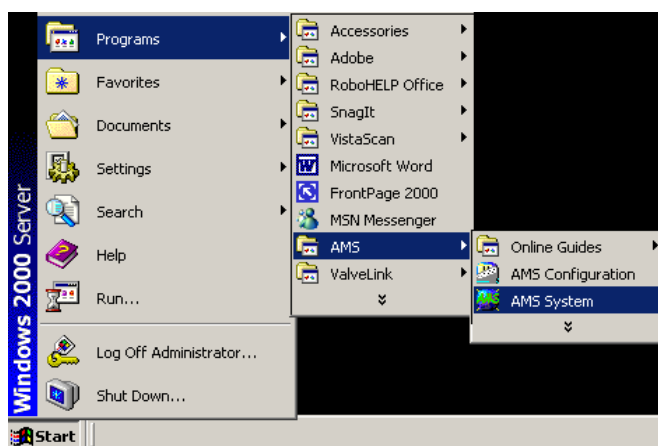 Programs
Favorites
Documents
Settings
Search
Help
Run...
Log Off Administrator...
Shut Down...
Windows 2000 Server
Start
Accessories
Adobe
RoboHELP Office
SnagIt
VistaScan
Microsoft Word
FrontPage 2000
MSN Messenger
AMS
ValveLink
Online Guides
AMS Configuration
AMS System